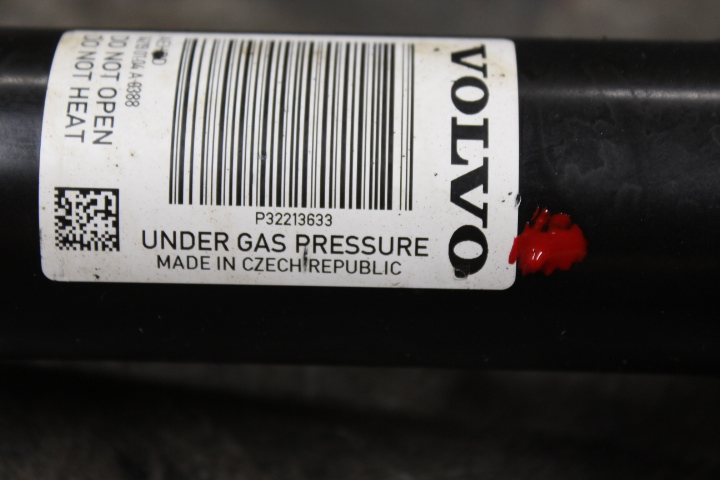 VOLVO
P32213633
UNDER GAS PRESSURE
MADE IN CZECH REPUBLIC
DO NOT OPEN
DO NOT HEAT